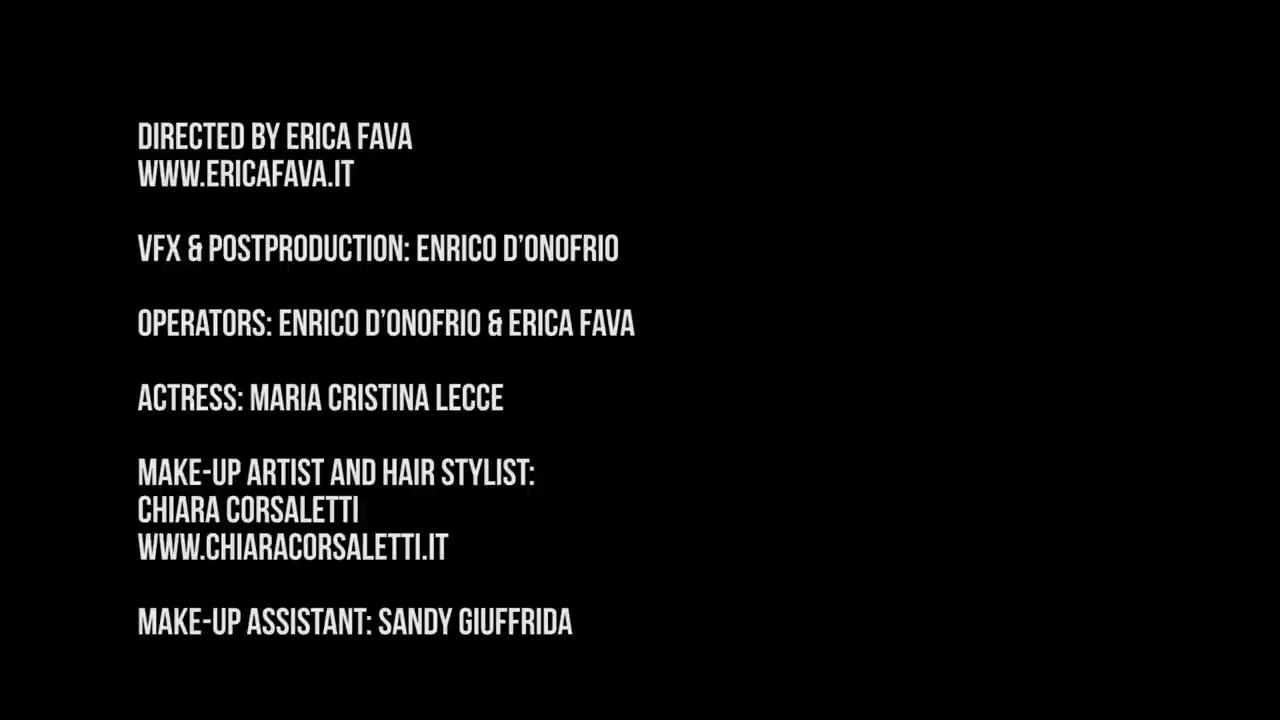 DIRECTED BY ERICA FAVA
WWW.ERICAFAVA.IT
VFX & POSTPRODUCTION: ENRICO D’ONOFRIO
OPERATORS: ENRICO D’ONOFRIO & ERICA FAVA
ACTRESS: MARIA CRISTINA LECCE
MAKE-UP ARTIST AND HAIR STYLIST:
CHIARA CORSALETTI
WWW.CHIARACORSALETTI.IT
MAKE-UP ASSISTANT: SANDY GIUFFRIDA